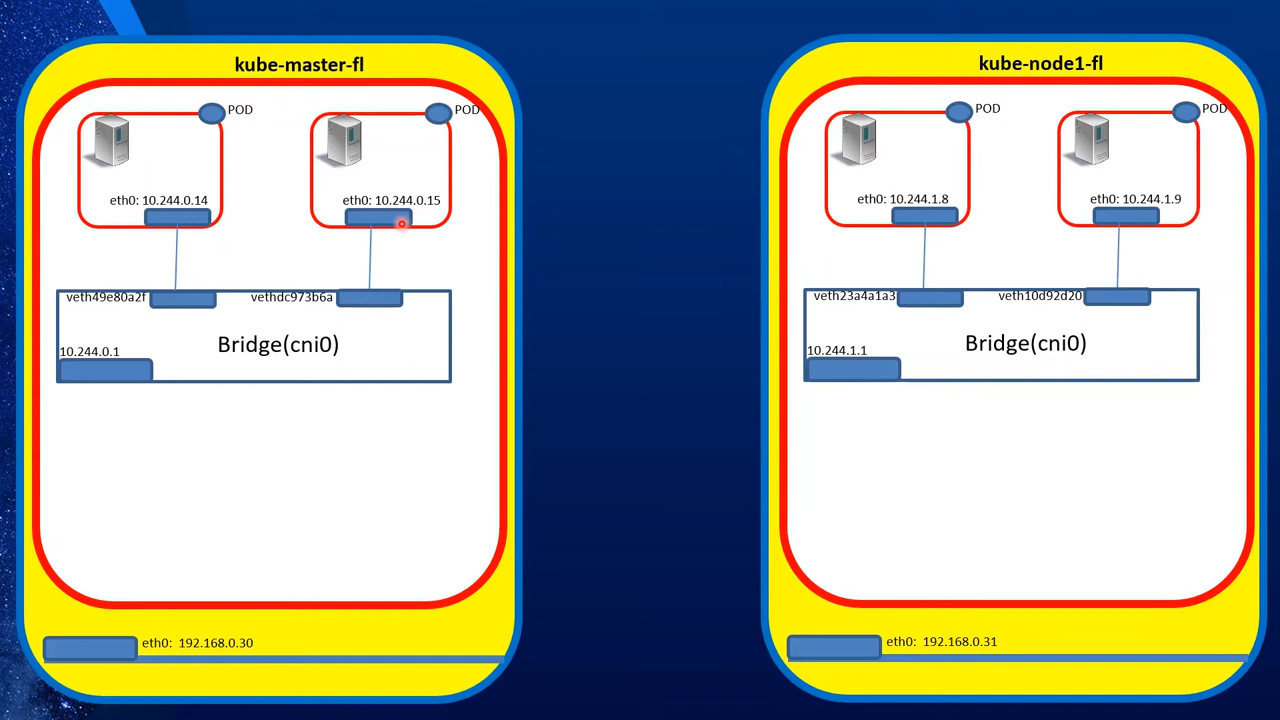 kube-master-fl
POD
POD
eth0: 10.244.0.14
eth0: 10.244.0.15
veth49e80a2f
vethdc973b6a
Bridge(cni0)
10.244.0.1
eth0: 192.168.0.30
kube-node1-fl
POD
POD
eth0: 10.244.1.8
eth0: 10.244.1.9
veth23a4a1a3
veth10d92d20
Bridge(cni0)
10.244.1.1
eth0: 192.168.0.31